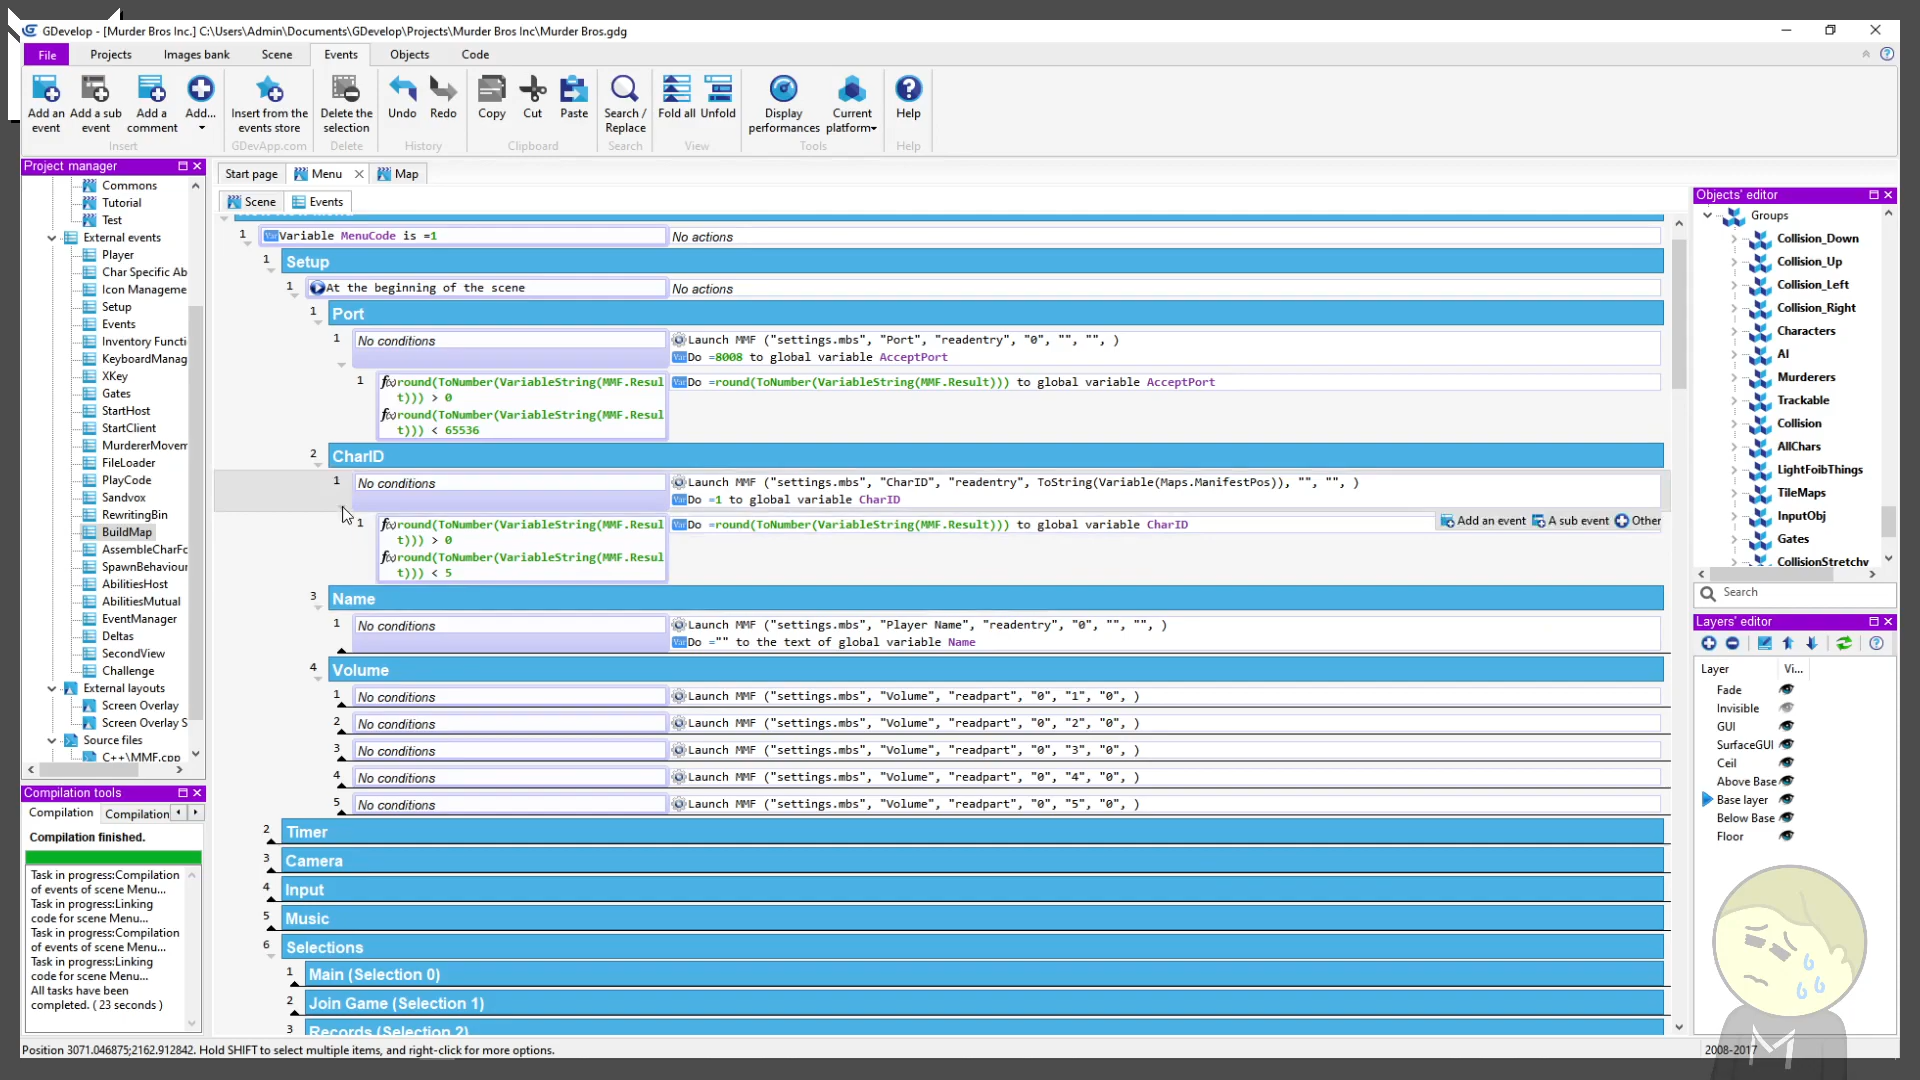 GDevelop - [Murder Bros Inc.] C:\Users\Admin\Documents\GDevelop\Projects\Murder Bros Inc\Murder Bros.gdg
File Projects Images bank Scene Events Objects Code
Add an event
Add a sub event
Add a comment
Add...
Insert
Insert from the events store
GDevApp.com
Delete the selection
Delete
Undo
Redo
History
Copy
Cut
Paste
Clipboard
Search / Replace
Search
Fold all
Unfold
View
Display performances
Current platform
Tools
Help
Help
Project manager
Commons
Tutorial
Test
External events
Player
Char Specific Ab
Icon Manageme
Setup
Events
Inventory Functi
KeyboardManag
XKey
Gates
StartHost
StartClient
MurdererMovem
FileLoader
PlayCode
Sandvox
RewritingBin
BuildMap
AssembleCharFo
SpawnBehaviour
AbilitiesHost
AbilitiesMutual
EventManager
Deltas
SecondView
Challenge
External layouts
Screen Overlay
Screen Overlay S
Source files
C++\MMF.cpp
Compilation tools
Compilation Compilation
Compilation finished.
Task in progress:Compilation
of events of scene Menu...
Task in progress:Linking
code for scene Menu...
Task in progress:Compilation
of events of scene Menu...
Task in progress:Linking
code for scene Menu...
All tasks have been
completed. ( 23 seconds )
Start page Menu Map
Scene Events
1 Variable MenuCode is =1 No actions
1 Setup
1 At the beginning of the scene No actions
1 Port
1 No conditions Launch MMF ("settings.mbs", "Port", "readentry", "0", "", "", )
Do =8008 to global variable AcceptPort
1 round(ToNumber(VariableString(MMF.Resul Do =round(ToNumber(VariableString(MMF.Result))) to global variable AcceptPort
t))) > 0
round(ToNumber(VariableString(MMF.Resul
t))) < 65536
2 CharID
1 No conditions Launch MMF ("settings.mbs", "CharID", "readentry", ToString(Variable(Maps.ManifestPos)), "", "", )
Do =1 to global variable CharID
1 round(ToNumber(VariableString(MMF.Resul Do =round(ToNumber(VariableString(MMF.Result))) to global variable CharID Add an event A sub event Other
t))) > 0
round(ToNumber(VariableString(MMF.Resul
t))) < 5
3 Name
1 No conditions Launch MMF ("settings.mbs", "Player Name", "readentry", "0", "", "", )
Do ="" to the text of global variable Name
4 Volume
1 No conditions Launch MMF ("settings.mbs", "Volume", "readpart", "0", "1", "0", )
2 No conditions Launch MMF ("settings.mbs", "Volume", "readpart", "0", "2", "0", )
3 No conditions Launch MMF ("settings.mbs", "Volume", "readpart", "0", "3", "0", )
4 No conditions Launch MMF ("settings.mbs", "Volume", "readpart", "0", "4", "0", )
5 No conditions Launch MMF ("settings.mbs", "Volume", "readpart", "0", "5", "0", )
2 Timer
3 Camera
4 Input
5 Music
6 Selections
1 Main (Selection 0)
2 Join Game (Selection 1)
3 Records (Selection 2)
Objects' editor
Groups
Collision_Down
Collision_Up
Collision_Left
Collision_Right
Characters
AI
Murderers
Trackable
Collision
AllChars
LightFoibThings
TileMaps
InputObj
Gates
CollisionStretchy
Search
Layers' editor
Layer Vi...
Fade
Invisible
GUI
SurfaceGUI
Ceil
Above Base
Base layer
Below Base
Floor
Position 3071.046875;2162.912842. Hold SHIFT to select multiple items, and right-click for more options.
2008-2017